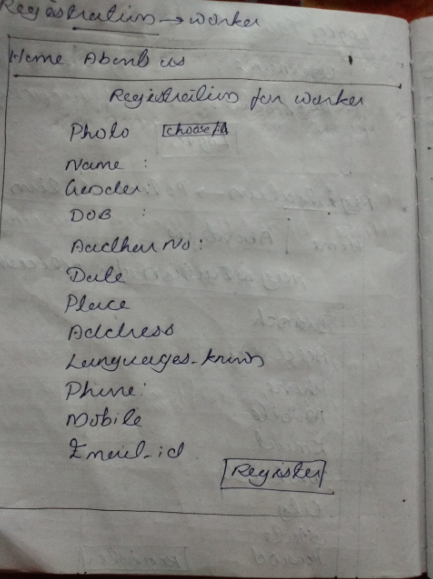 Registration → worker
Home About us
Registration for worker
Photo choose
Name :
Gender
DOB :
Aadhar No :
Date
Place
Address
Languages-known
Phone:
Mobile
Email-id
Register